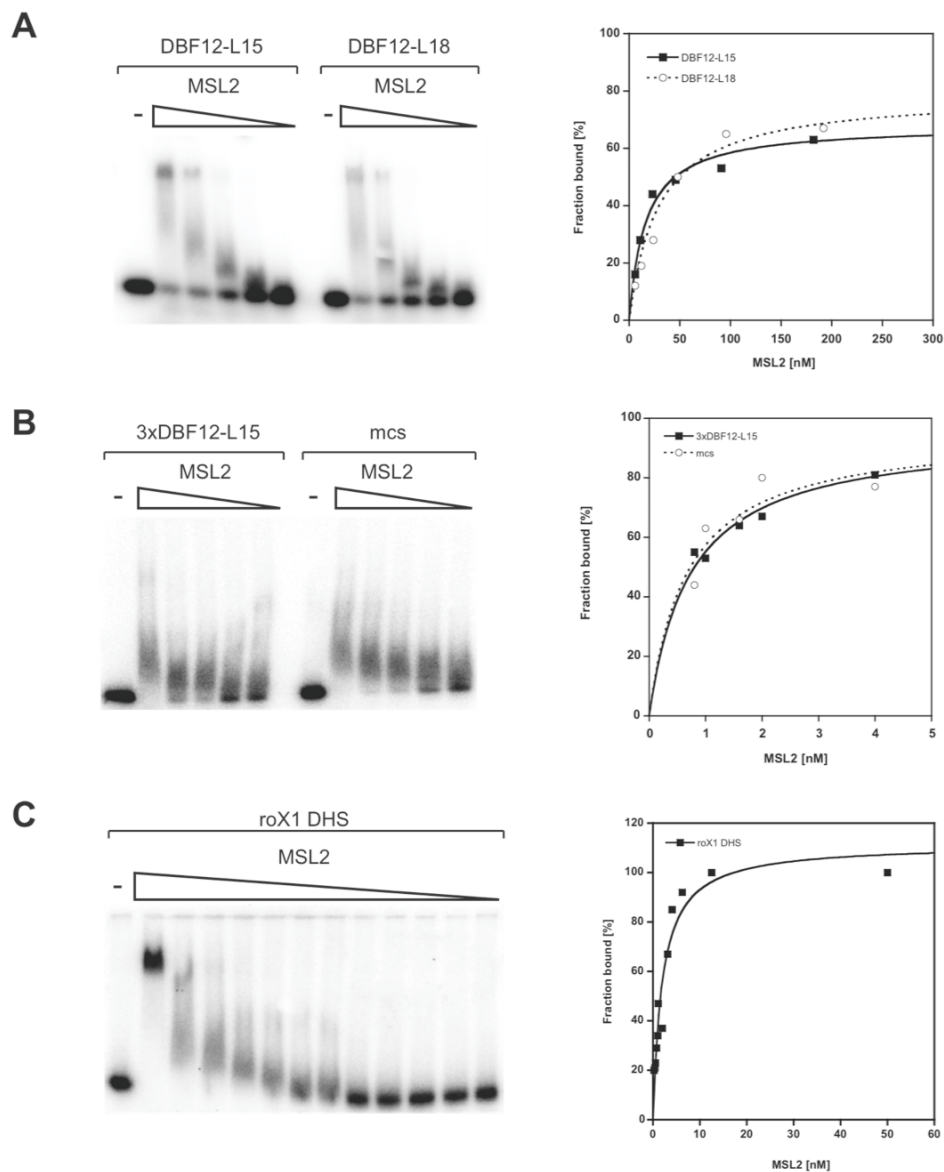 A
DBF12-L15 DBF12-L18
MSL2 MSL2
- -
100
80
60
40
20
0
Fraction bound [%]
DBF12-L15
DBF12-L18
0 50 100 150 200 250 300
MSL2 [nM]
B
3xDBF12-L15 mcs
MSL2 MSL2
- -
100
80
60
40
20
0
Fraction bound [%]
3xDBF12-L15
mcs
0 1 2 3 4 5
MSL2 [nM]
C
roX1 DHS
MSL2
-
120
100
80
60
40
20
0
Fraction bound [%]
roX1 DHS
0 10 20 30 40 50 60
MSL2 [nM]